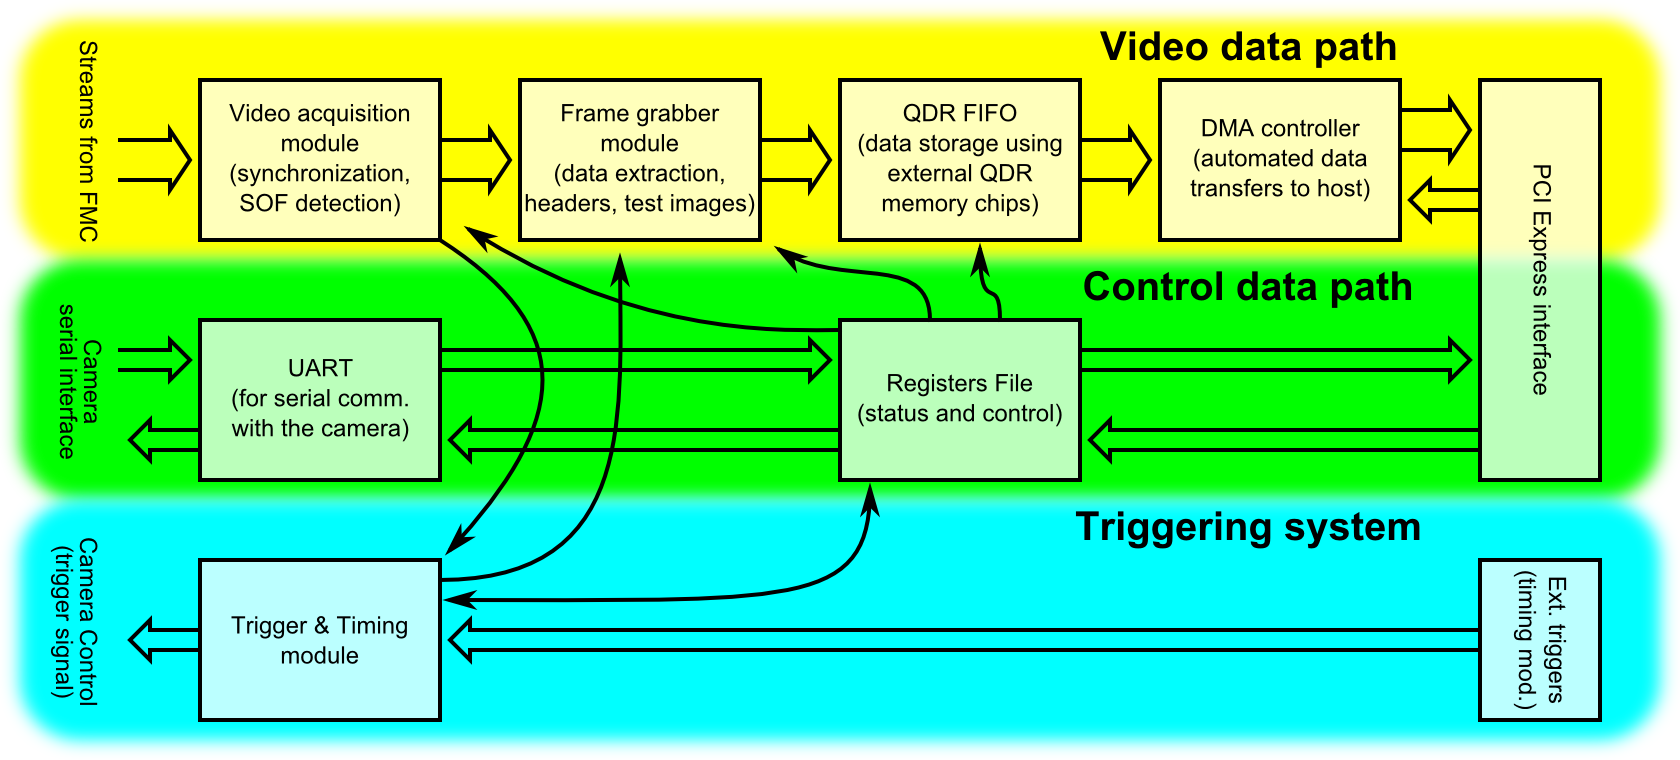 Video data path
Streams from FMC
Video acquisition
module
(synchronization,
SOF detection)
Frame grabber
module
(data extraction,
headers, test images)
QDR FIFO
(data storage using
external QDR
memory chips)
DMA controller
(automated data
transfers to host)
PCI Express interface
Control data path
Camera
serial interface
UART
(for serial comm.
with the camera)
Registers File
(status and control)
Triggering system
Camera Control
(trigger signal)
Trigger & Timing
module
Ext. triggers
(timing mod.)